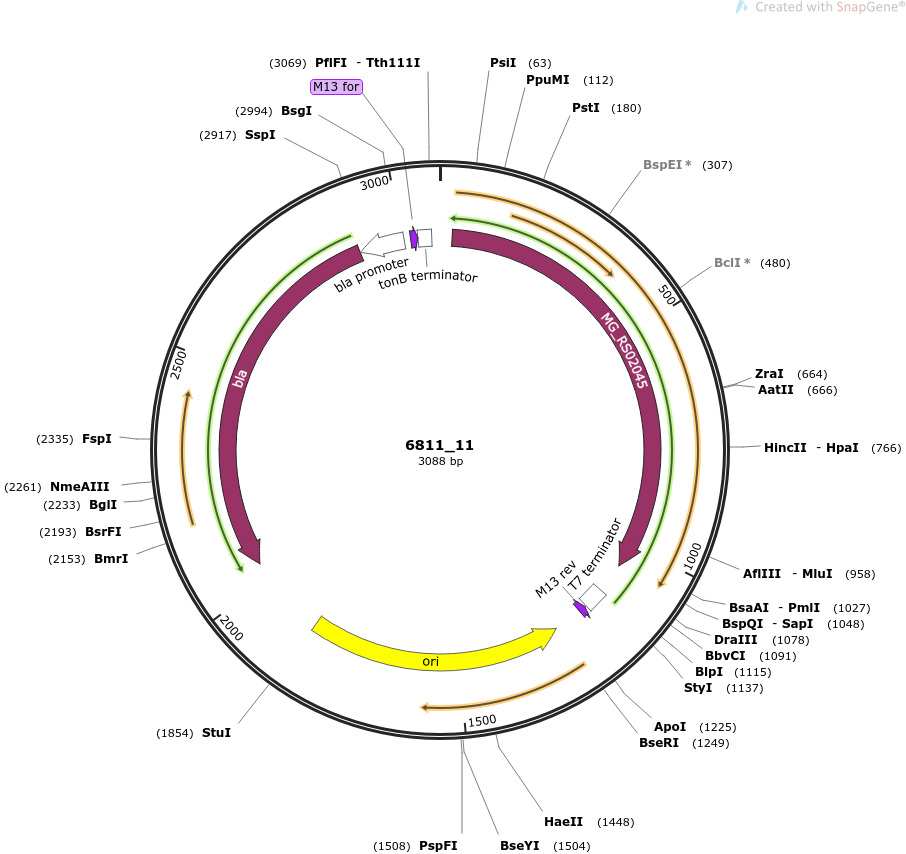 Created with SnapGene®
(3069) PflFI - Tth111I
PsiI (63)
M13 for
PpuMI (112)
(2994) BsgI
PstI (180)
(2917) SspI
BspEI * (307)
3000
bla promoter
tonB terminator
BclI * (480)
500
MG_RS02045
2500
bla
ZraI (664)
AatII (666)
(2335) FspI
6811_11
3088 bp
HincII - HpaI (766)
(2261) NmeAIII
(2233) BglI
(2193) BsrFI
(2153) BmrI
T7 terminator
M13 rev
1000
AflIII - MluI (958)
BsaAI - PmlI (1027)
BspQI - SapI (1048)
DraIII (1078)
BbvCI (1091)
BlpI (1115)
StyI (1137)
2000
ori
(1854) StuI
1500
ApoI (1225)
BseRI (1249)
HaeII (1448)
(1508) PspFI
BseYI (1504)